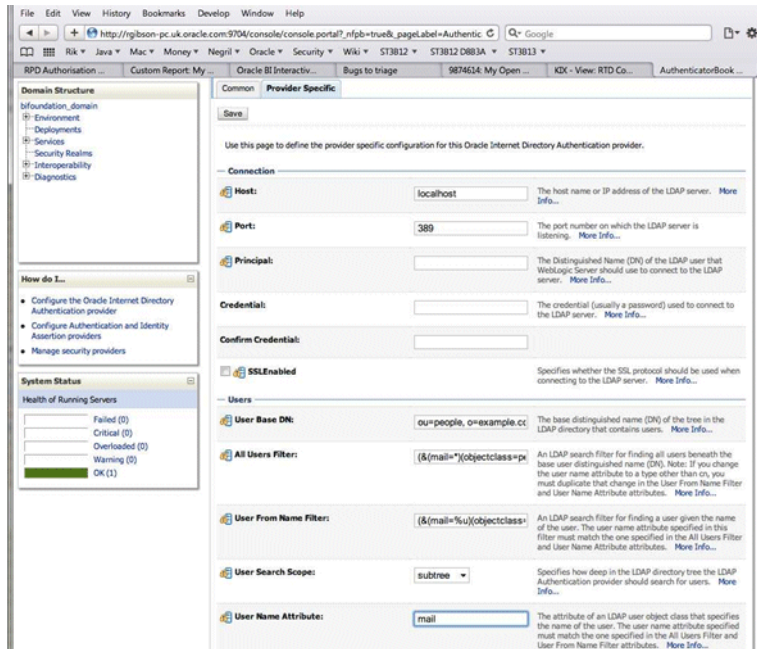 File Edit View History Bookmarks Develop Window Help
http://rgibson-pc.uk.oracle.com:9704/console/console.portal?_nfpb=true&_pageLabel=Authentic
Q- Google
Rik Java Mac Money Negril Oracle Security Wiki ST3812 ST3812 D8B3A ST3813
RPD Authorisation ...
Custom Report: My ...
Oracle BI Interactiv...
Bugs to triage
9874614: My Open ...
KIX - View: RTD Co...
AuthenticatorBook ...
Domain Structure
bifoundation_domain
Environment
Deployments
Services
Security Realms
Interoperability
Diagnostics
How do I...
Configure the Oracle Internet Directory
Authentication provider
Configure Authentication and Identity
Assertion providers
Manage security providers
System Status
Health of Running Servers
Failed (0)
Critical (0)
Overloaded (0)
Warning (0)
OK (1)
Common Provider Specific
Save
Use this page to define the provider specific configuration for this Oracle Internet Directory Authentication provider.
Connection
Host:
localhost
The host name or IP address of the LDAP server. More
Info...
Port:
389
The port number on which the LDAP server is
listening. More Info...
Principal:
The Distinguished Name (DN) of the LDAP user that
WebLogic Server should use to connect to the LDAP
server. More Info...
Credential:
The credential (usually a password) used to connect to
the LDAP server. More Info...
Confirm Credential:
SSLEnabled
Specifies whether the SSL protocol should be used when
connecting to the LDAP server. More Info...
Users
User Base DN:
ou=people, o=example.cc
The base distinguished name (DN) of the tree in the
LDAP directory that contains users. More Info...
All Users Filter:
(&(mail=*)(objectclass=pe
An LDAP search filter for finding all users beneath the
base user distinguished name (DN). Note: If you change
the user name attribute to a type other than cn, you
must duplicate that change in the User From Name Filter
and User Name Attribute attributes. More Info...
User From Name Filter:
(&(mail=%u)(objectclass=
An LDAP search filter for finding a user given the name
of the user. The user name attribute specified in this
filter must match the one specified in the All Users Filter
and User Name Attribute attributes. More Info...
User Search Scope:
subtree
Specifies how deep in the LDAP directory tree the LDAP
Authentication provider should search for users. More
Info...
User Name Attribute:
mail
The attribute of an LDAP user object class that specifies
the name of the user. The user name attribute specified
must match the one specified in the All Users Filter and
User From Name Filter attributes. More Info...